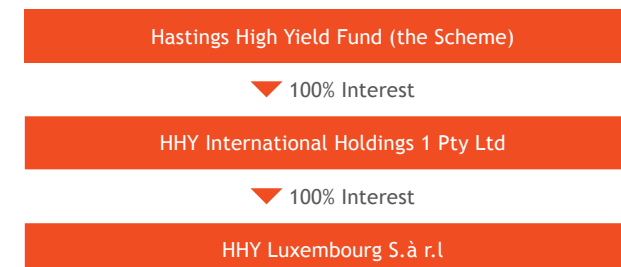 Hastings High Yield Fund (the Scheme)
100% Interest
HHY International Holdings 1 Pty Ltd
100% Interest
HHY Luxembourg S.à r.l